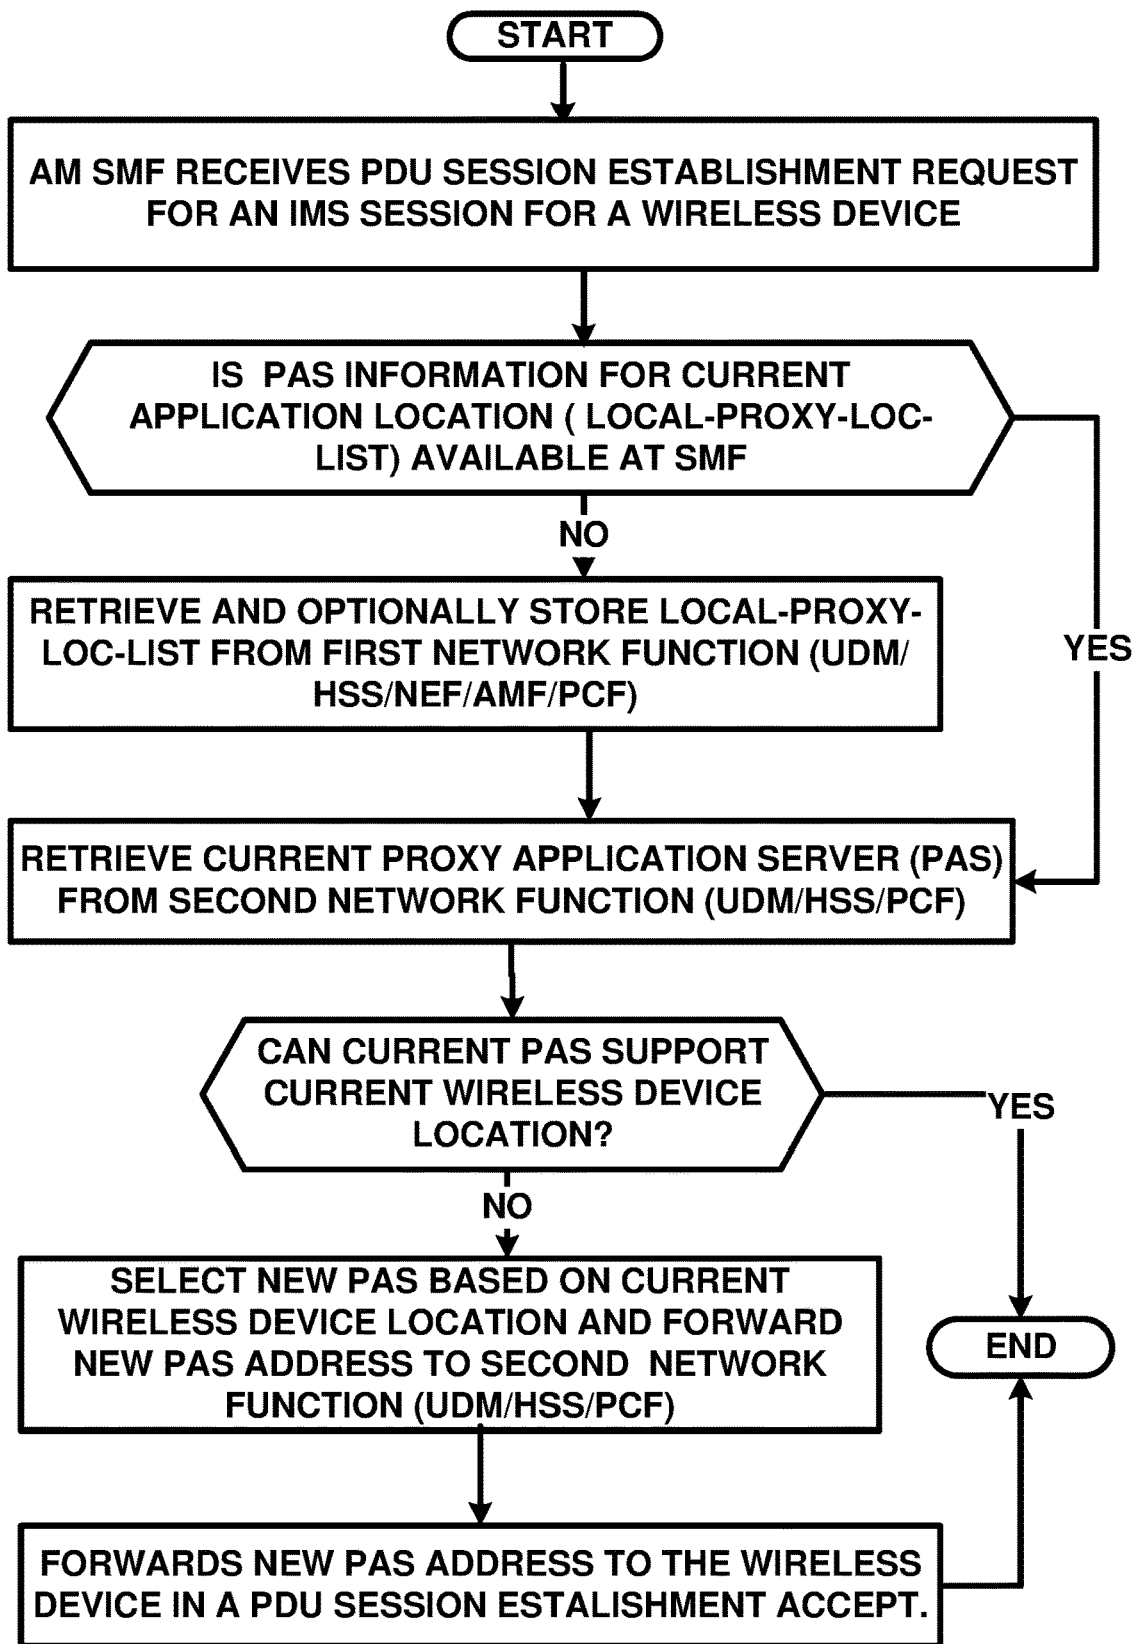 START
AM SMF RECEIVES PDU SESSION ESTABLISHMENT REQUEST
FOR AN IMS SESSION FOR A WIRELESS DEVICE
IS PAS INFORMATION FOR CURRENT
APPLICATION LOCATION ( LOCAL-PROXY-LOC-
LIST) AVAILABLE AT SMF
NO
YES
RETRIEVE AND OPTIONALLY STORE LOCAL-PROXY-
LOC-LIST FROM FIRST NETWORK FUNCTION (UDM/
HSS/NEF/AMF/PCF)
RETRIEVE CURRENT PROXY APPLICATION SERVER (PAS)
FROM SECOND NETWORK FUNCTION (UDM/HSS/PCF)
CAN CURRENT PAS SUPPORT
CURRENT WIRELESS DEVICE
LOCATION?
YES
NO
SELECT NEW PAS BASED ON CURRENT
WIRELESS DEVICE LOCATION AND FORWARD
NEW PAS ADDRESS TO SECOND NETWORK
FUNCTION (UDM/HSS/PCF)
END
FORWARDS NEW PAS ADDRESS TO THE WIRELESS
DEVICE IN A PDU SESSION ESTALISHMENT ACCEPT.